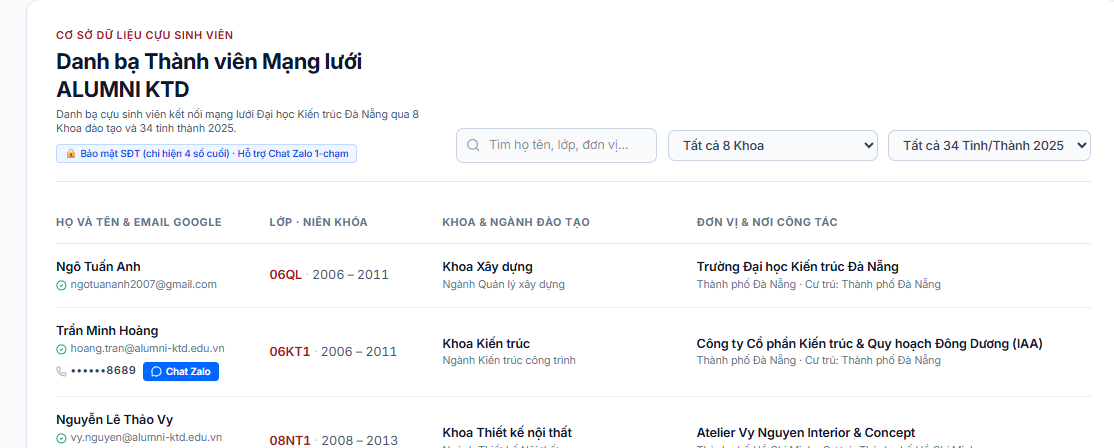 CƠ SỞ DỮ LIỆU CỰU SINH VIÊN
Danh bạ Thành viên Mạng lưới
ALUMNI KTD
Danh bạ cựu sinh viên kết nối mạng lưới Đại học Kiến trúc Đà Nẵng qua 8
Khoa đào tạo và 34 tỉnh thành 2025.
Bảo mật SĐT (chỉ hiện 4 số cuối) · Hỗ trợ Chat Zalo 1-chạm
Tìm họ tên, lớp, đơn vị...
Tất cả 8 Khoa
Tất cả 34 Tỉnh/Thành 2025
HỌ VÀ TÊN & EMAIL GOOGLE
LỚP · NIÊN KHÓA
KHOA & NGÀNH ĐÀO TẠO
ĐƠN VỊ & NƠI CÔNG TÁC
Ngô Tuấn Anh
ngotuananh2007@gmail.com
06QL · 2006 – 2011
Khoa Xây dựng
Ngành Quản lý xây dựng
Trường Đại học Kiến trúc Đà Nẵng
Thành phố Đà Nẵng · Cư trú: Thành phố Đà Nẵng
Trần Minh Hoàng
hoang.tran@alumni-ktd.edu.vn
••••••8689
Chat Zalo
06KT1 · 2006 – 2011
Khoa Kiến trúc
Ngành Kiến trúc công trình
Công ty Cổ phần Kiến trúc & Quy hoạch Đông Dương (IAA)
Thành phố Đà Nẵng · Cư trú: Thành phố Đà Nẵng
Nguyễn Lê Thảo Vy
vy.nguyen@alumni-ktd.edu.vn
08NT1 · 2008 – 2013
Khoa Thiết kế nội thất
Atelier Vy Nguyen Interior & Concept